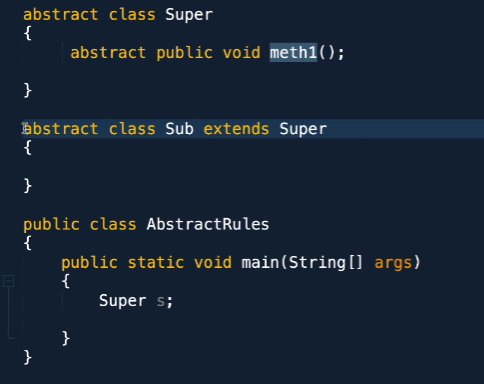 abstract class Super
{
abstract public void meth1();
}
abstract class Sub extends Super
{
}
public class AbstractRules
{
public static void main(String[] args)
{
Super s;
}
}